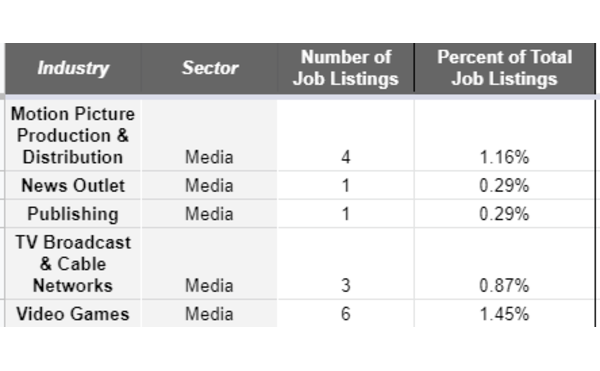 Industry Sector Number of Job Listings Percent of Total Job Listings
Motion Picture Production & Distribution Media 4 1.16%
News Outlet Media 1 0.29%
Publishing Media 1 0.29%
TV Broadcast & Cable Networks Media 3 0.87%
Video Games Media 6 1.45%